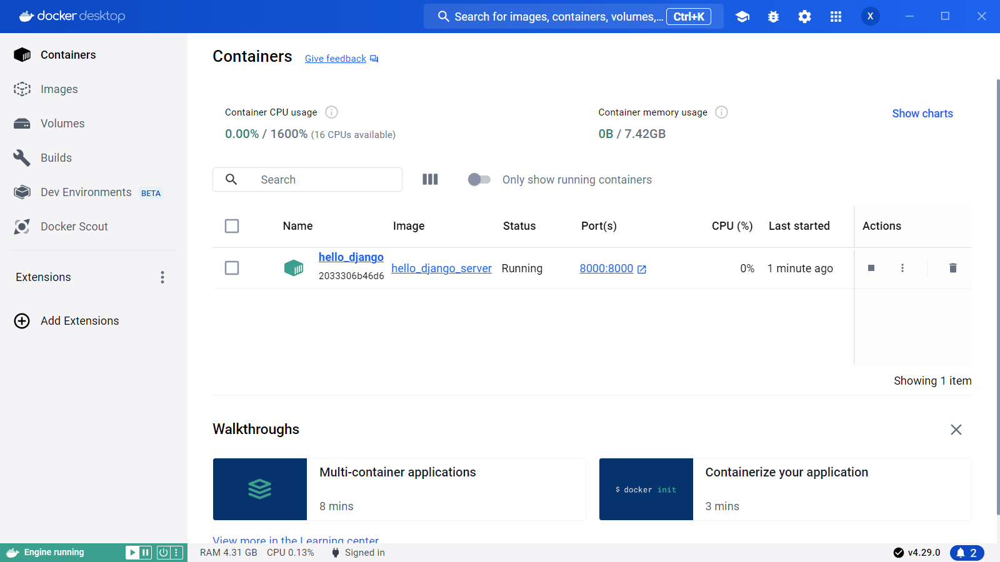 docker desktop
Search for images, containers, volumes,... Ctrl+K
X
Containers
Images
Volumes
Builds
Dev Environments BETA
Docker Scout
Extensions
Add Extensions
Containers Give feedback
Container CPU usage
0.00% / 1600% (16 CPUs available)
Container memory usage
0B / 7.42GB
Show charts
Search
Only show running containers
Name Image Status Port(s) CPU (%) Last started Actions
hello_django
2033306b46d6
hello_django_server Running 8000:8000 0% 1 minute ago
Showing 1 item
Walkthroughs
Multi-container applications
8 mins
$ docker init
Containerize your application
3 mins
View more in the Learning center
Engine running
RAM 4.31 GB CPU 0.13% Signed in
v4.29.0
2